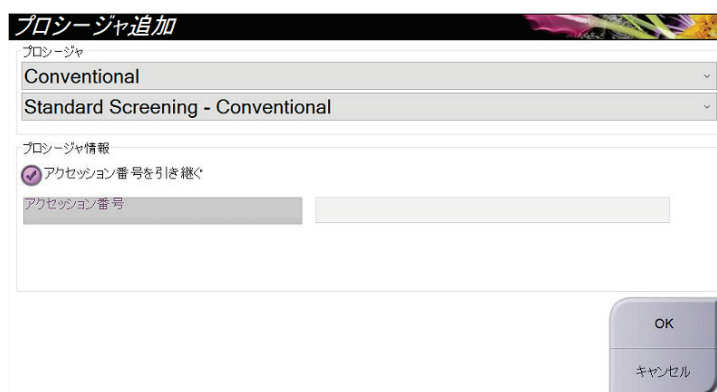 プロシージャ追加
プロシージャ
Conventional
Standard Screening - Conventional
プロシージャ情報
アクセッション番号を引き継ぐ
アクセッション番号
OK
キャンセル